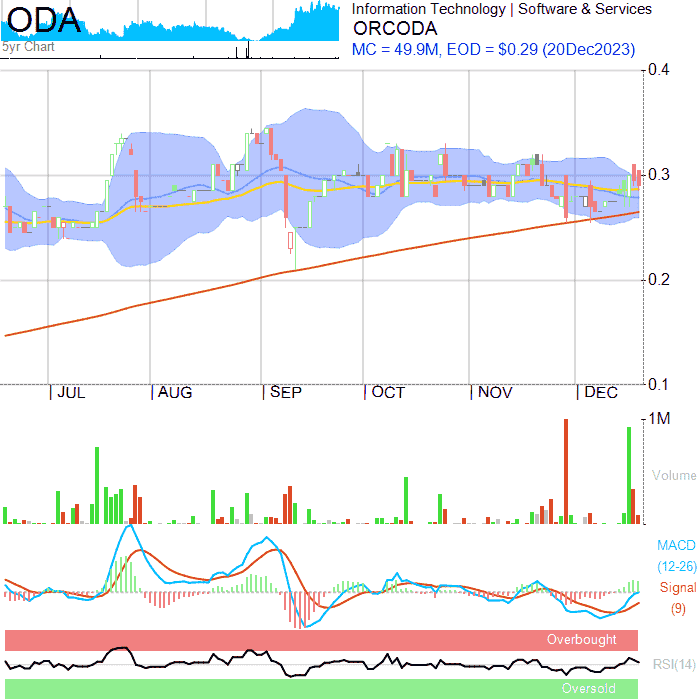 ODA
5yr Chart
Information Technology | Software & Services
ORCODA
MC = 49.9M, EOD = $0.29 (20Dec2023)
0.4
0.3
0.2
0.1
JUL
AUG
SEP
OCT
NOV
DEC
1M
Volume
MACD
(12-26)
Signal
(9)
Overbought
RSI(14)
Oversold